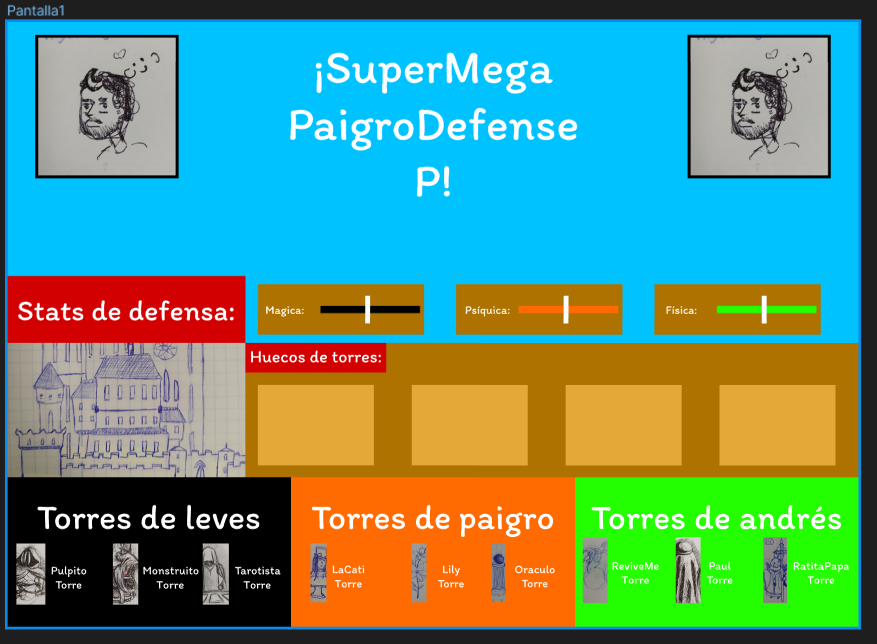 Pantalla1
¡SuperMega
PaigroDefense
P!
Stats de defensa:
Magica:
Psíquica:
Física:
Huecos de torres:
Torres de leves
Torres de paigro
Torres de andrés
Pulpito
Torre
Monstruito
Torre
Tarotista
Torre
LaCati
Torre
Lily
Torre
Oraculo
Torre
ReviveMe
Torre
Paul
Torre
RatitaPapa
Torre